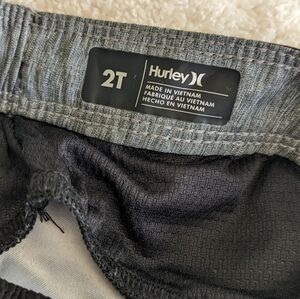 2T
Hurley
MADE IN VIETNAM
FABRIQUÉ AU VIETNAM
HECHO EN VIETNAM